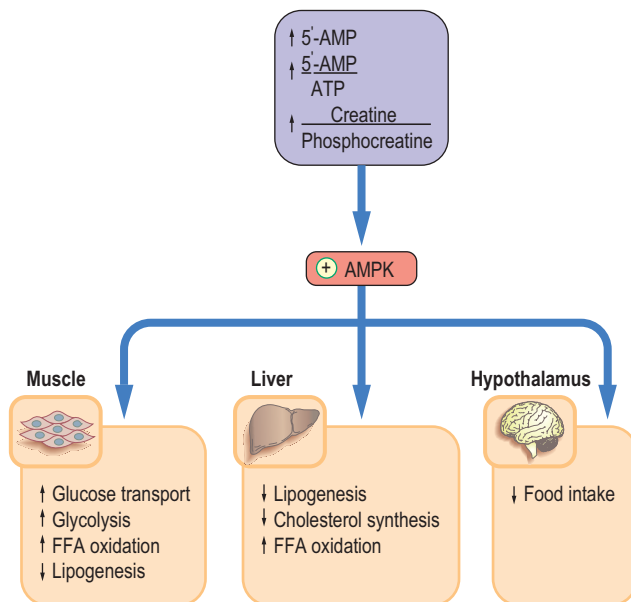 ↑ 5'-AMP
↑ 5'-AMP
ATP
↑ Creatine
Phosphocreatine
+ AMPK
Muscle
↑ Glucose transport
↑ Glycolysis
↑ FFA oxidation
↓ Lipogenesis
Liver
↓ Lipogenesis
↓ Cholesterol synthesis
↑ FFA oxidation
Hypothalamus
↓ Food intake